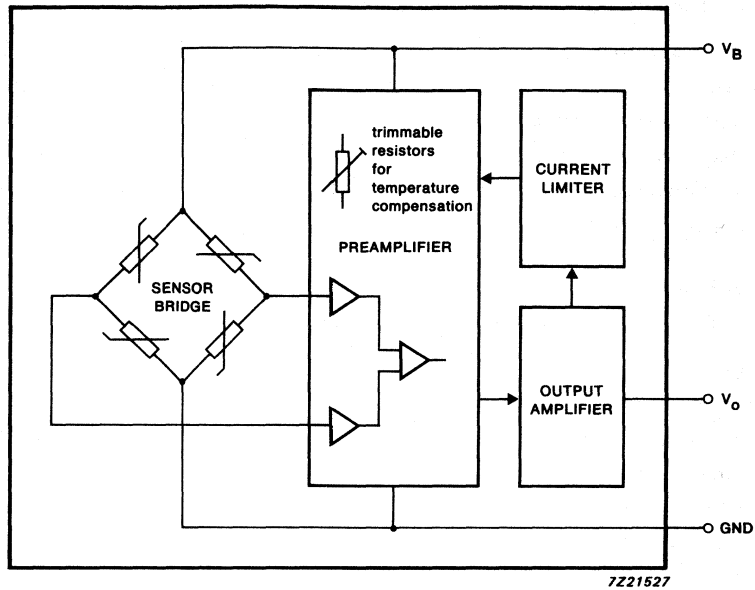 V_B
trimmable
resistors
for
temperature
compensation
PREAMPLIFIER
CURRENT
LIMITER
SENSOR
BRIDGE
OUTPUT
AMPLIFIER
V_o
GND
7Z21527